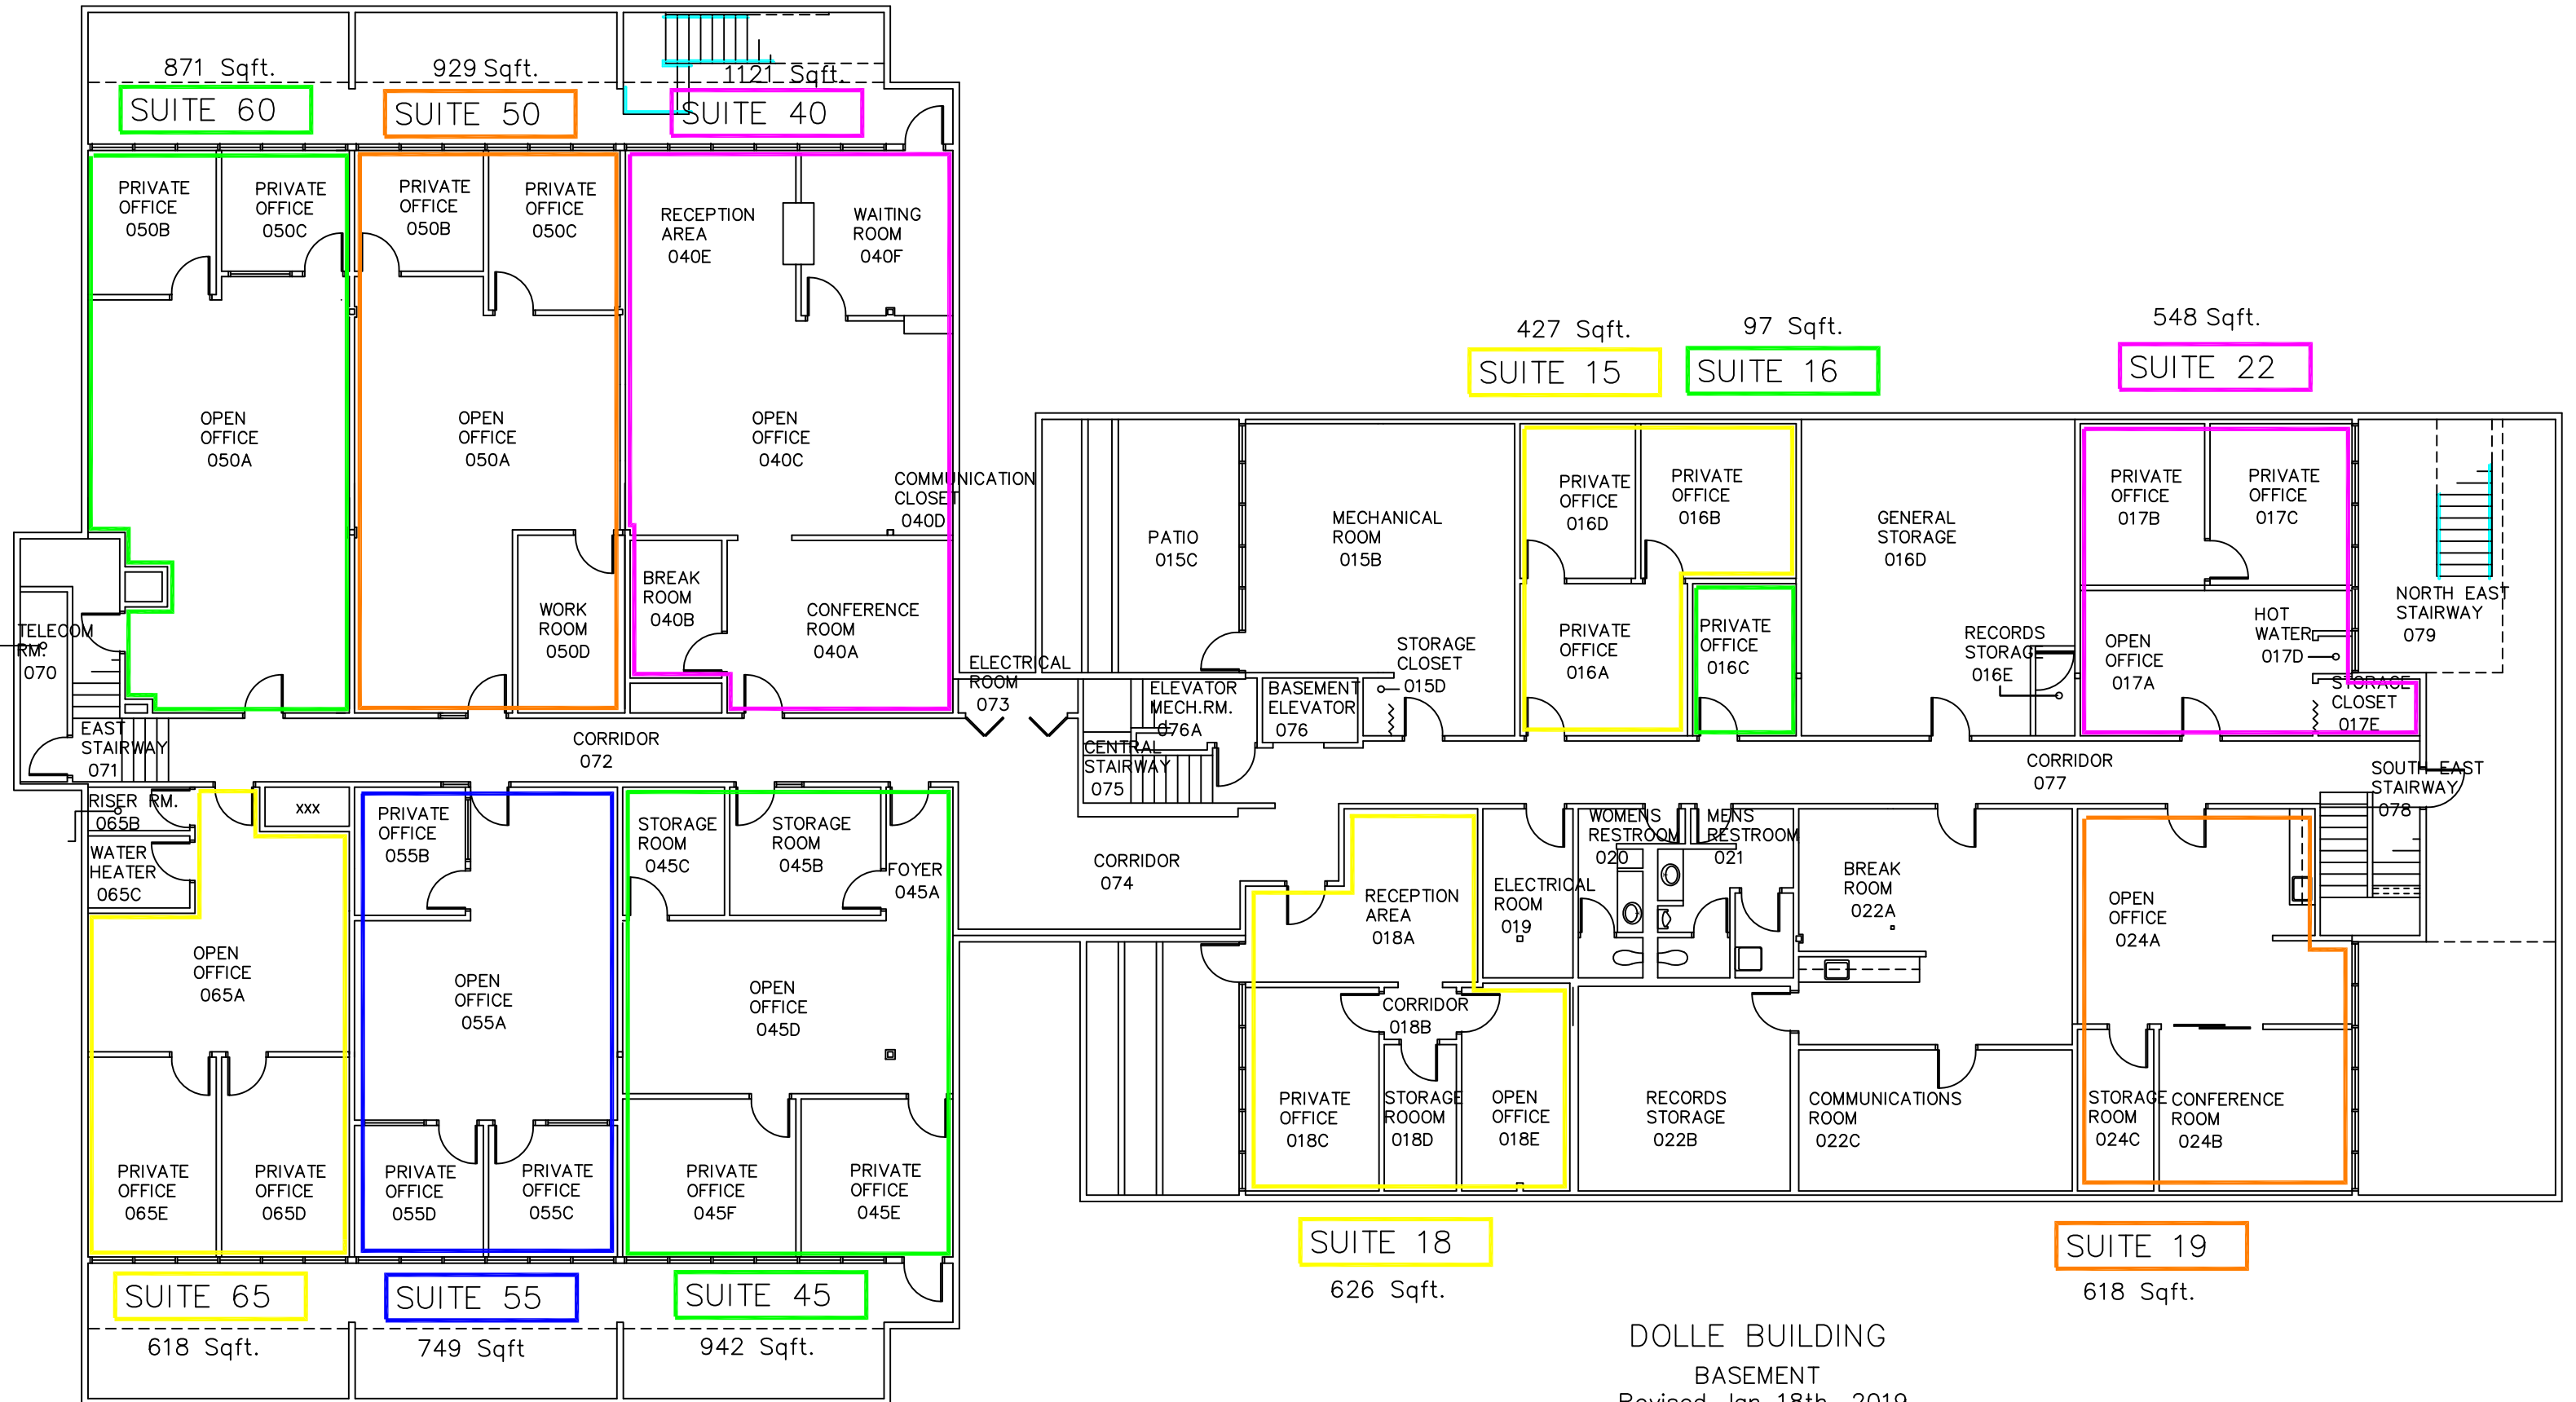 871 Sqft.
SUITE 60
929 Sqft.
SUITE 50
1121 Sqft.
SUITE 40
PRIVATE
OFFICE
050B
PRIVATE
OFFICE
050C
PRIVATE
OFFICE
050B
PRIVATE
OFFICE
050C
RECEPTION
AREA
040E
WAITING
ROOM
040F
OPEN
OFFICE
050A
OPEN
OFFICE
050A
OPEN
OFFICE
040C
COMMUNICATION
CLOSET
040D
WORK
ROOM
050D
BREAK
ROOM
040B
CONFERENCE
ROOM
040A
TELECOM
RM.
070
EAST
STAIRWAY
071
CORRIDOR
072
ELECTRICAL
ROOM
073
427 Sqft.
SUITE 15
97 Sqft.
SUITE 16
548 Sqft.
SUITE 22
PATIO
015C
MECHANICAL
ROOM
015B
PRIVATE
OFFICE
016D
PRIVATE
OFFICE
016B
GENERAL
STORAGE
016D
PRIVATE
OFFICE
017B
PRIVATE
OFFICE
017C
NORTH EAST
STAIRWAY
079
STORAGE
CLOSET
015D
PRIVATE
OFFICE
016A
PRIVATE
OFFICE
016C
RECORDS
STORAGE
016E
OPEN
OFFICE
017A
HOT
WATER
017D
STORAGE
CLOSET
017E
ELEVATOR
MECH.RM.
076A
BASEMENT
ELEVATOR
076
CENTRAL
STAIRWAY
075
CORRIDOR
077
SOUTH EAST
STAIRWAY
078
RISER RM.
065B
WATER
HEATER
065C
XXX
PRIVATE
OFFICE
055B
STORAGE
ROOM
045C
STORAGE
ROOM
045B
FOYER
045A
CORRIDOR
074
RECEPTION
AREA
018A
ELECTRICAL
ROOM
019
WOMENS
RESTROOM
020
MENS
RESTROOM
021
BREAK
ROOM
022A
OPEN
OFFICE
024A
OPEN
OFFICE
065A
OPEN
OFFICE
055A
OPEN
OFFICE
045D
CORRIDOR
018B
PRIVATE
OFFICE
018C
STORAGE
ROOOM
018D
OPEN
OFFICE
018E
RECORDS
STORAGE
022B
COMMUNICATIONS
ROOM
022C
STORAGE
ROOM
024C
CONFERENCE
ROOM
024B
PRIVATE
OFFICE
065E
PRIVATE
OFFICE
065D
PRIVATE
OFFICE
055D
PRIVATE
OFFICE
055C
PRIVATE
OFFICE
045F
PRIVATE
OFFICE
045E
SUITE 65
618 Sqft.
SUITE 55
749 Sqft
SUITE 45
942 Sqft.
SUITE 18
626 Sqft.
SUITE 19
618 Sqft.
DOLLE BUILDING
BASEMENT
Revised Jan 18th, 2019